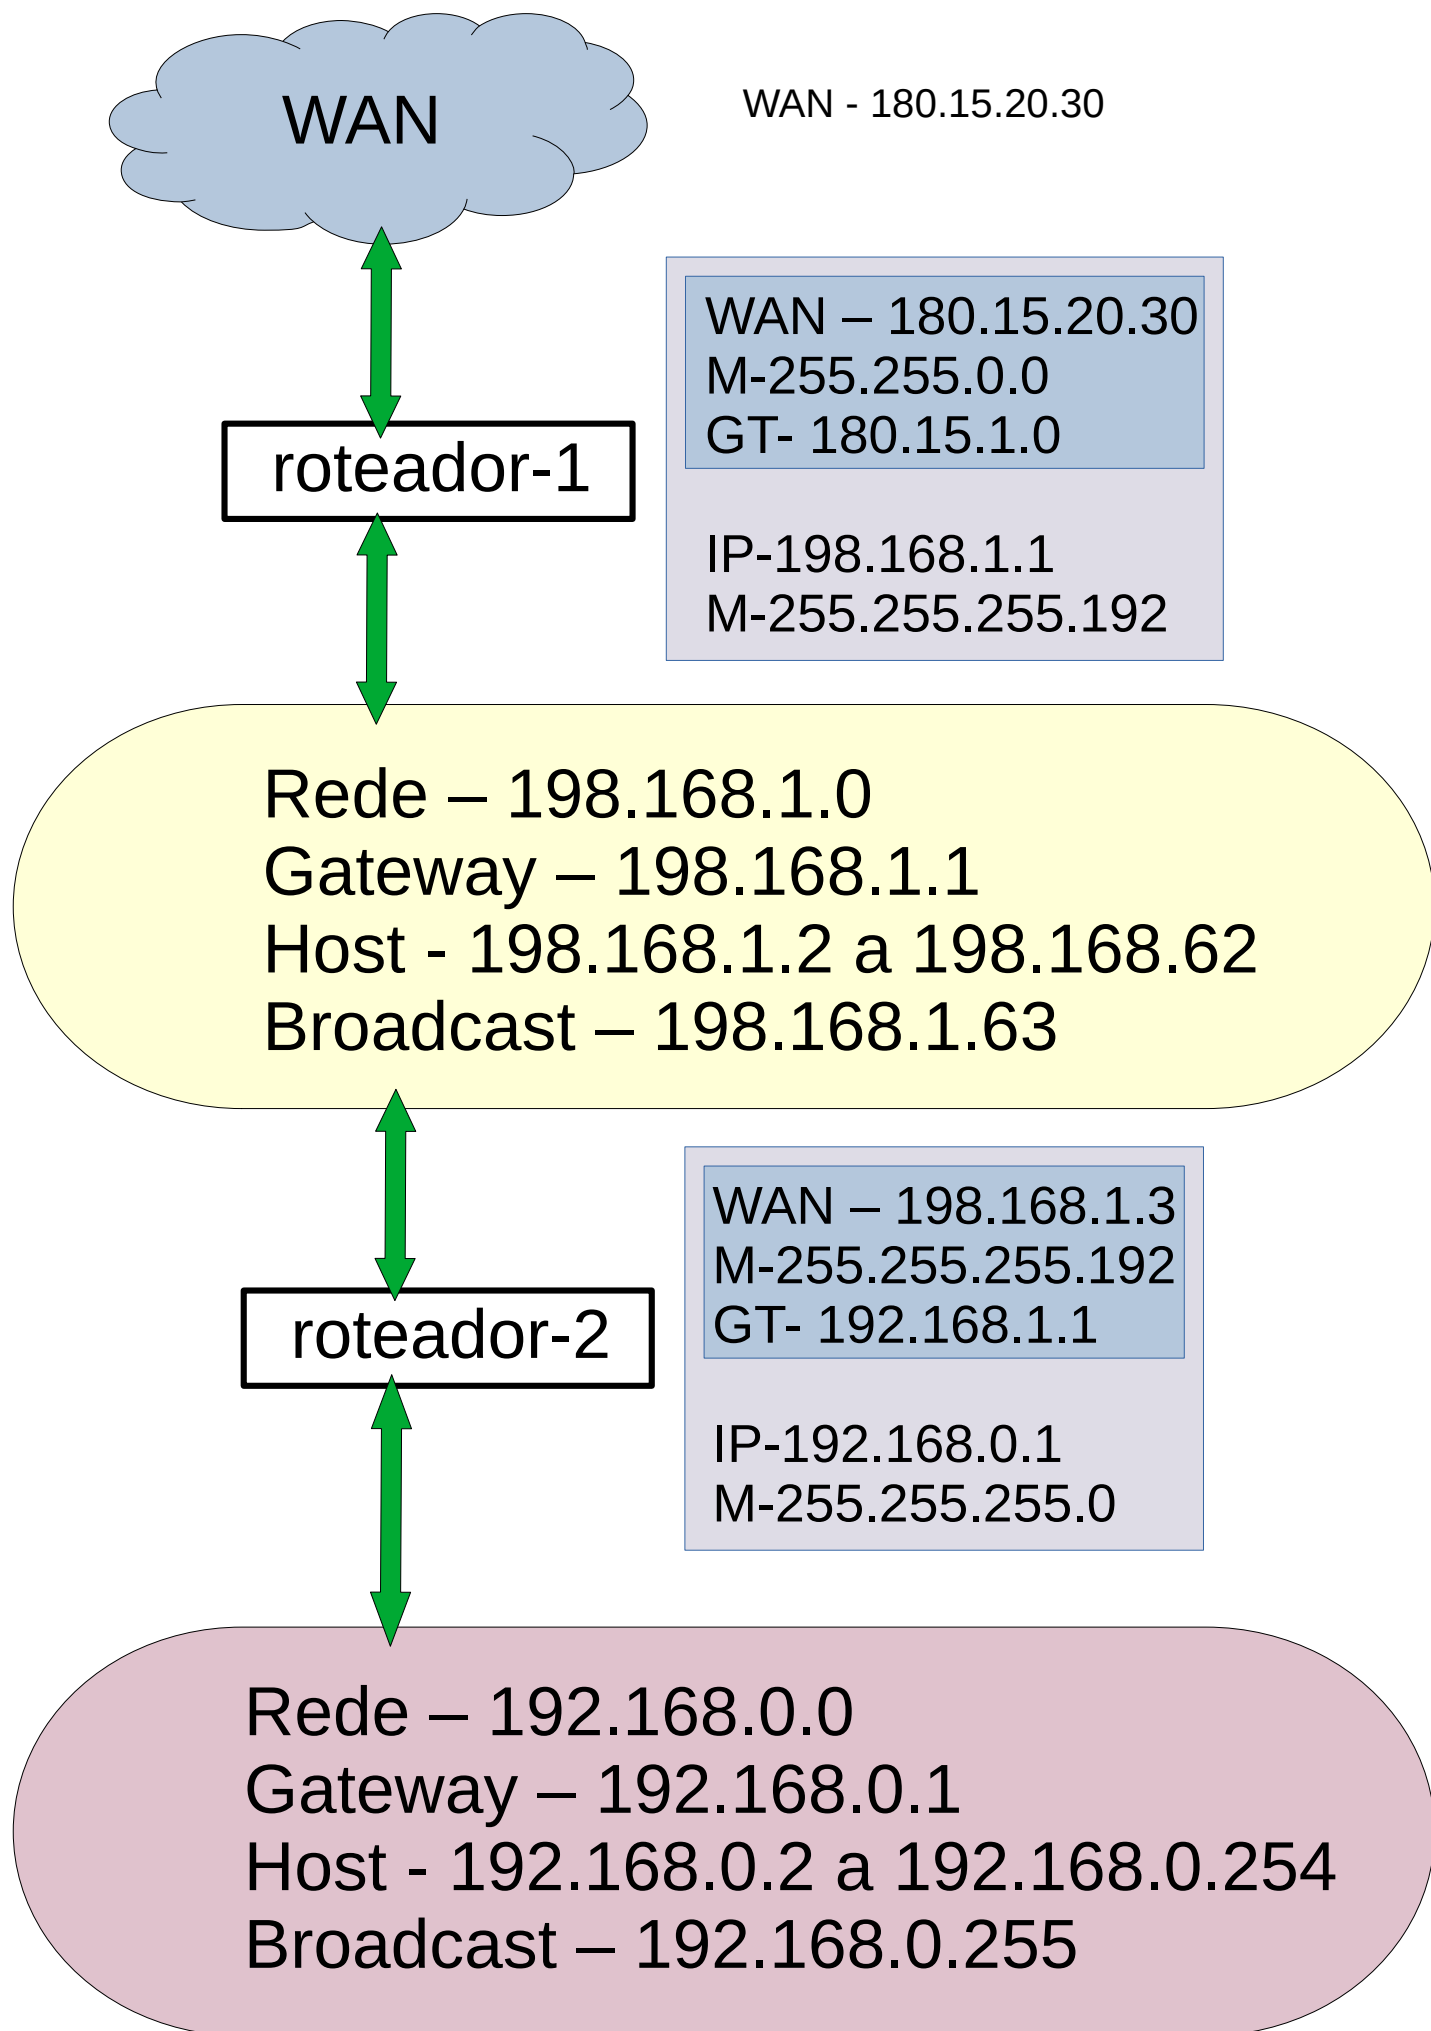 WAN
WAN - 180.15.20.30
WAN – 180.15.20.30
M-255.255.0.0
GT- 180.15.1.0
roteador-1
IP-198.168.1.1
M-255.255.255.192
Rede – 198.168.1.0
Gateway – 198.168.1.1
Host - 198.168.1.2 a 198.168.62
Broadcast – 198.168.1.63
WAN – 198.168.1.3
M-255.255.255.192
GT- 192.168.1.1
roteador-2
IP-192.168.0.1
M-255.255.255.0
Rede – 192.168.0.0
Gateway – 192.168.0.1
Host - 192.168.0.2 a 192.168.0.254
Broadcast – 192.168.0.255